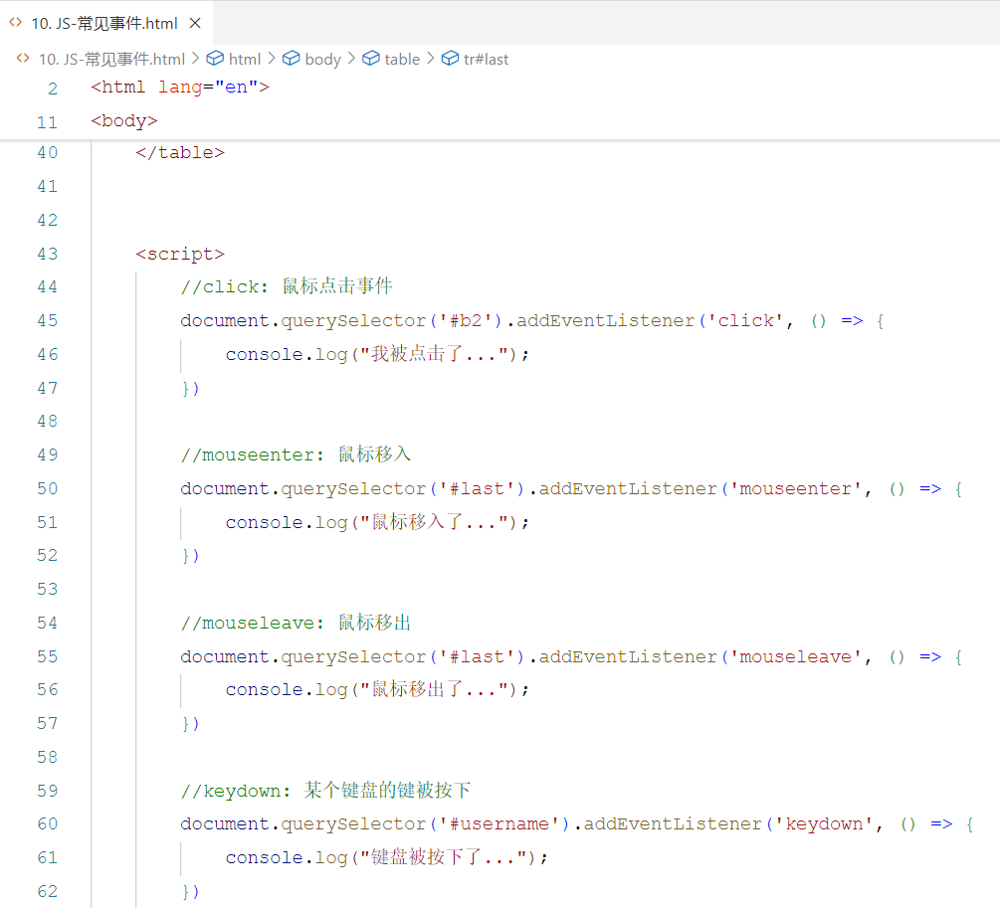 10. JS-常见事件.html
10. JS-常见事件.html > html > body > table > tr#last
2 <html lang="en">
11 <body>
40 </table>
41
42
43 <script>
44 //click: 鼠标点击事件
45 document.querySelector('#b2').addEventListener('click', () => {
46 console.log("我被点击了...");
47 })
48
49 //mouseenter: 鼠标移入
50 document.querySelector('#last').addEventListener('mouseenter', () => {
51 console.log("鼠标移入了...");
52 })
53
54 //mouseleave: 鼠标移出
55 document.querySelector('#last').addEventListener('mouseleave', () => {
56 console.log("鼠标移出了...");
57 })
58
59 //keydown: 某个键盘的键被按下
60 document.querySelector('#username').addEventListener('keydown', () => {
61 console.log("键盘被按下了...");
62 })